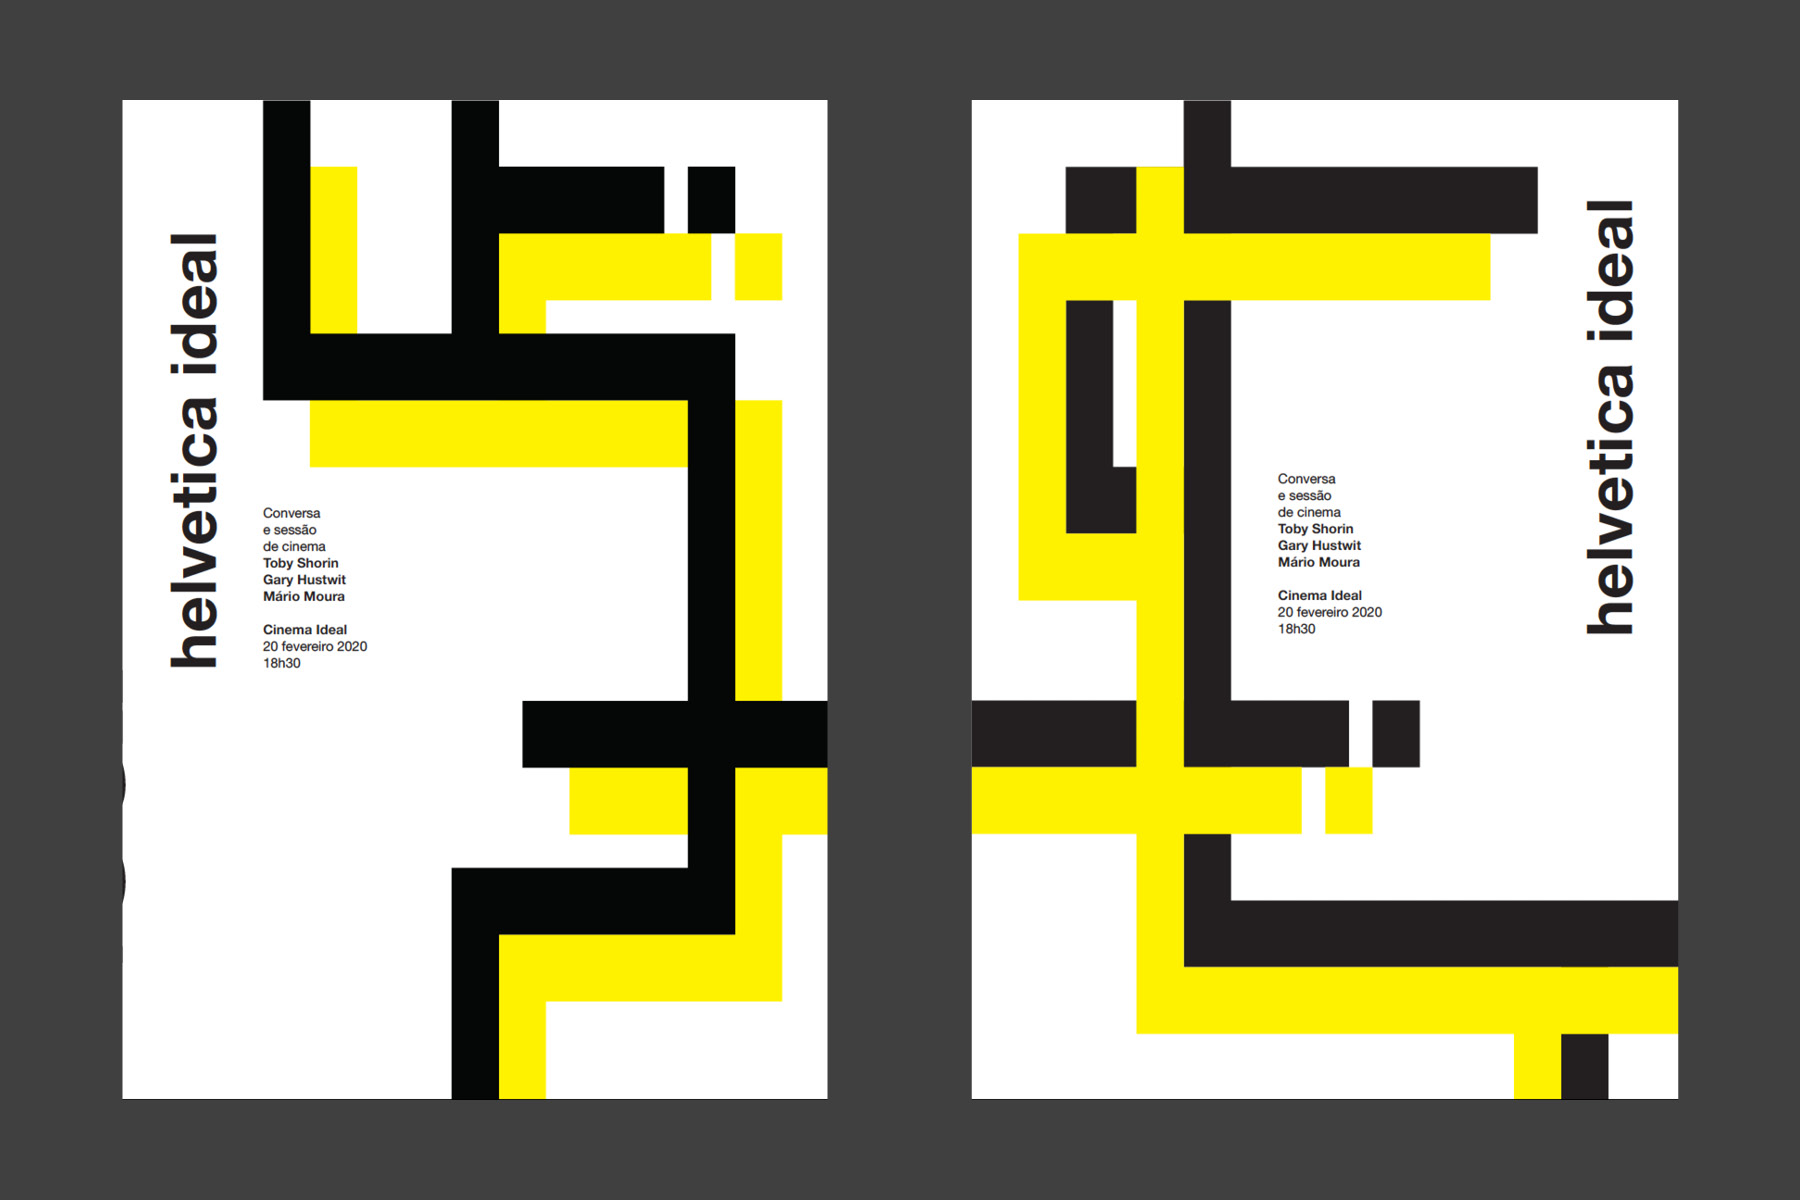 helvetica ideal
Conversa
e sessão
de cinema
Toby Shorin
Gary Hustwit
Mário Moura
Cinema Ideal
20 fevereiro 2020
18h30
Conversa
e sessão
de cinema
Toby Shorin
Gary Hustwit
Mário Moura
Cinema Ideal
20 fevereiro 2020
18h30
helvetica ideal